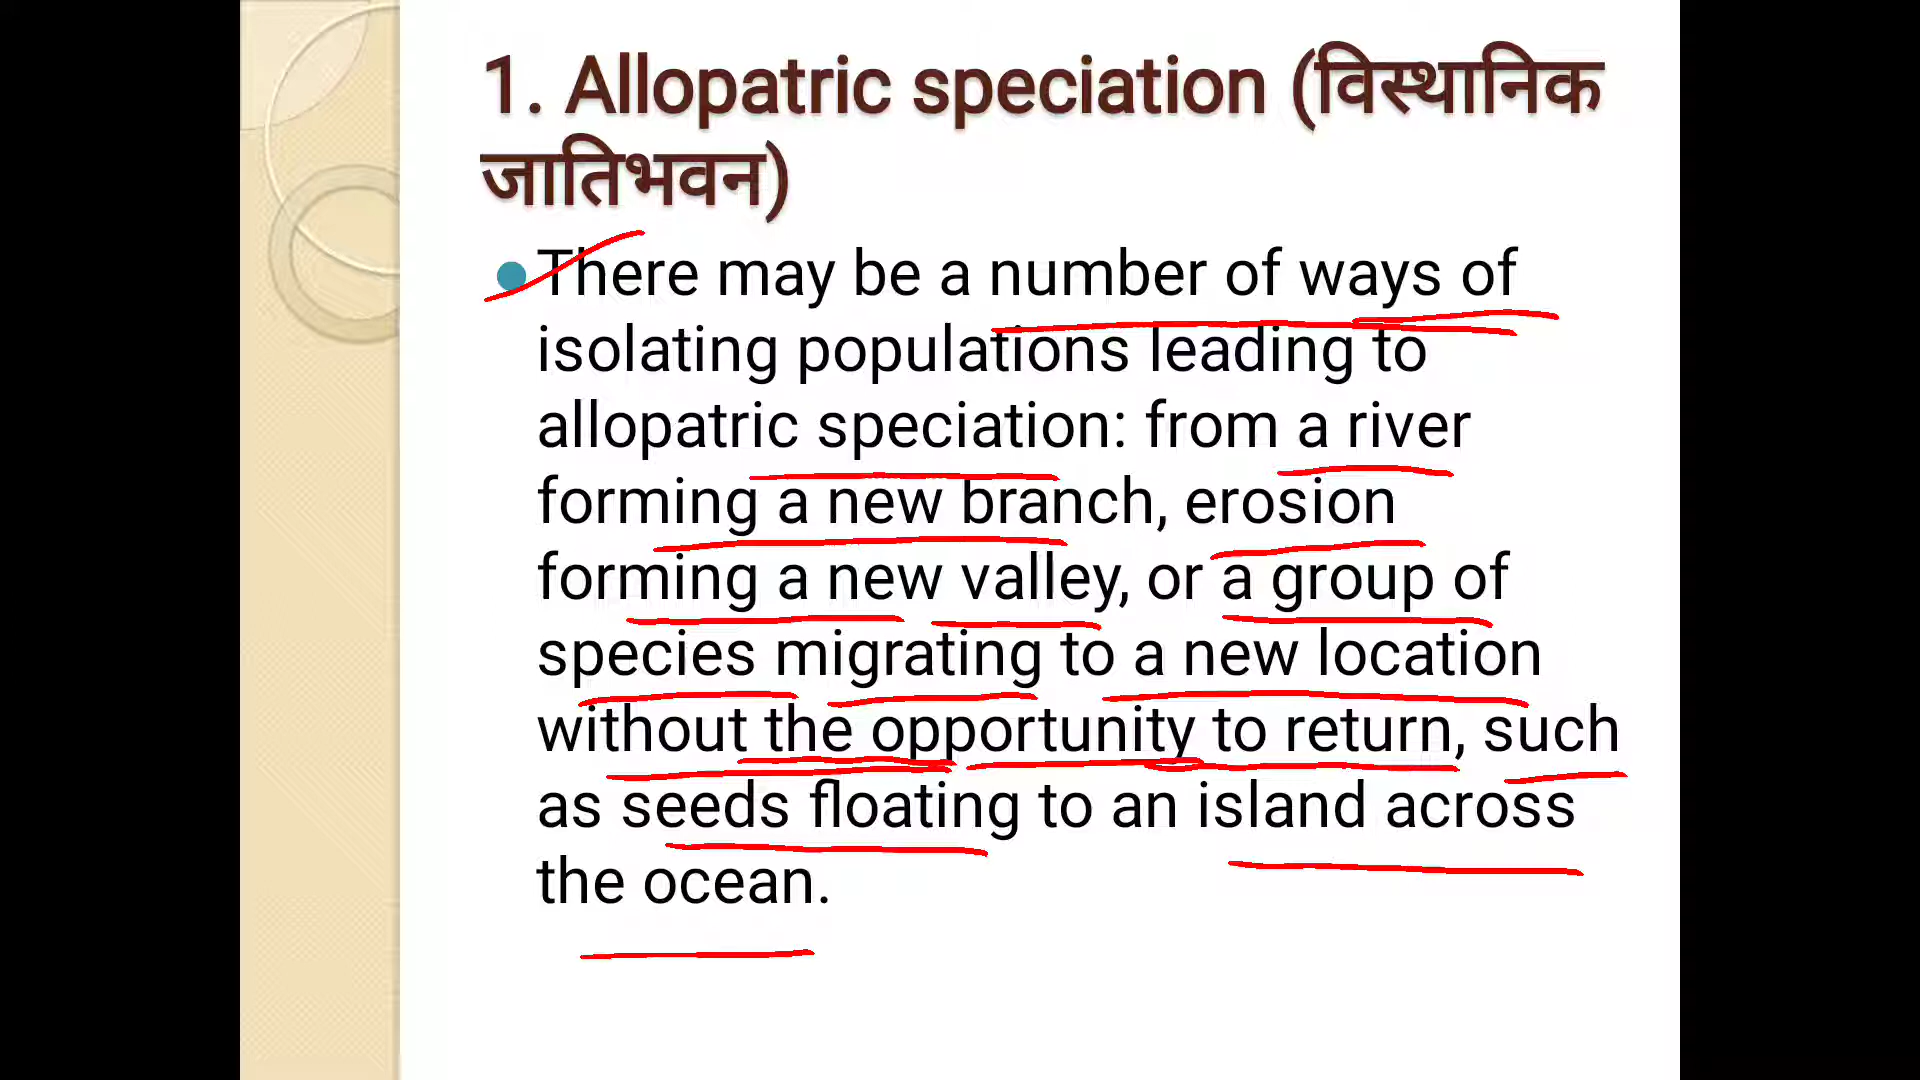 1. Allopatric speciation (विस्थानिक
जातिभवन)
There may be a number of ways of
isolating populations leading to
allopatric speciation: from a river
forming a new branch, erosion
forming a new valley, or a group of
species migrating to a new location
without the opportunity to return, such
as seeds floating to an island across
the ocean.